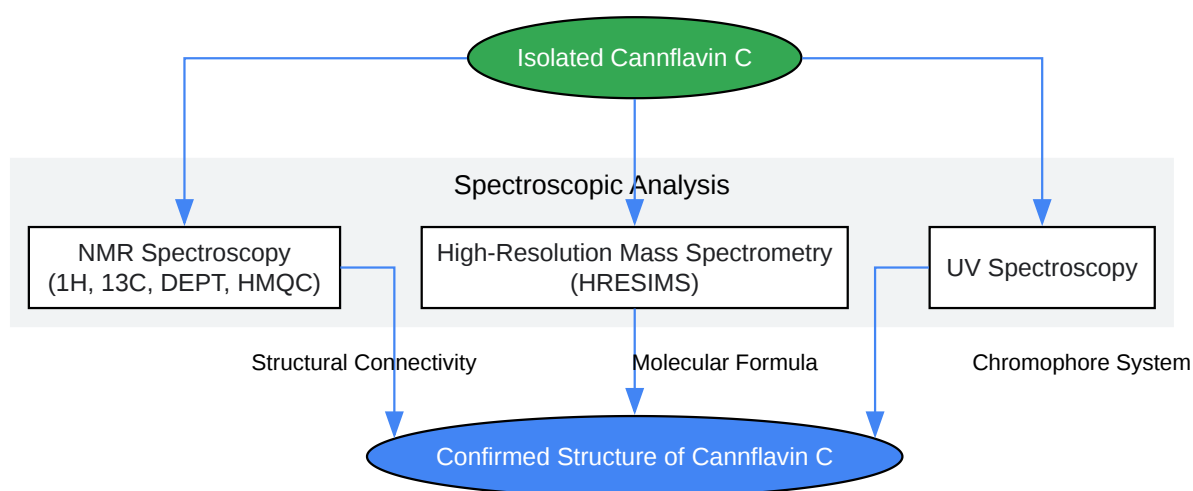 Isolated Cannflavin C
Spectroscopic Analysis
NMR Spectroscopy
(1H, 13C, DEPT, HMQC)
High-Resolution Mass Spectrometry
(HRESIMS)
UV Spectroscopy
Structural Connectivity
Molecular Formula
Chromophore System
Confirmed Structure of Cannflavin C